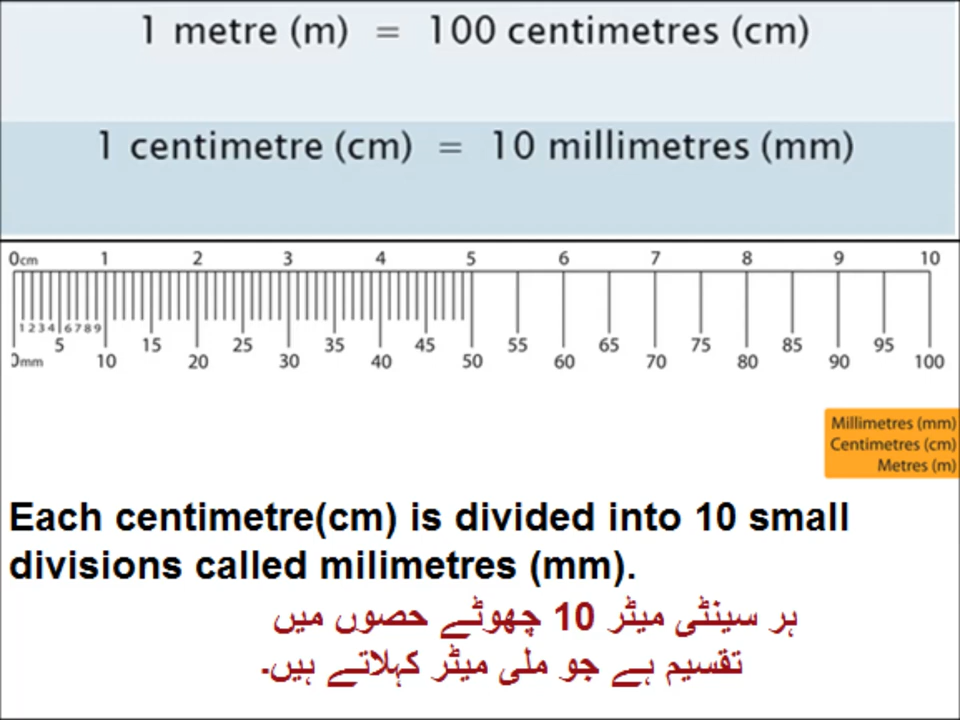 1 metre (m) = 100 centimetres (cm)
1 centimetre (cm) = 10 millimetres (mm)
0cm 1 2 3 4 5 6 7 8 9 10
1 2 3 4 6 7 8 9
5 15 25 35 45 55 65 75 85 95
0mm 10 20 30 40 50 60 70 80 90 100
Millimetres (mm)
Centimetres (cm)
Metres (m)
Each centimetre(cm) is divided into 10 small
divisions called milimetres (mm).
ہر سینٹی میٹر 10 چھوٹے حصوں میں
تقسیم ہے جو ملی میٹر کہلاتے ہیں۔